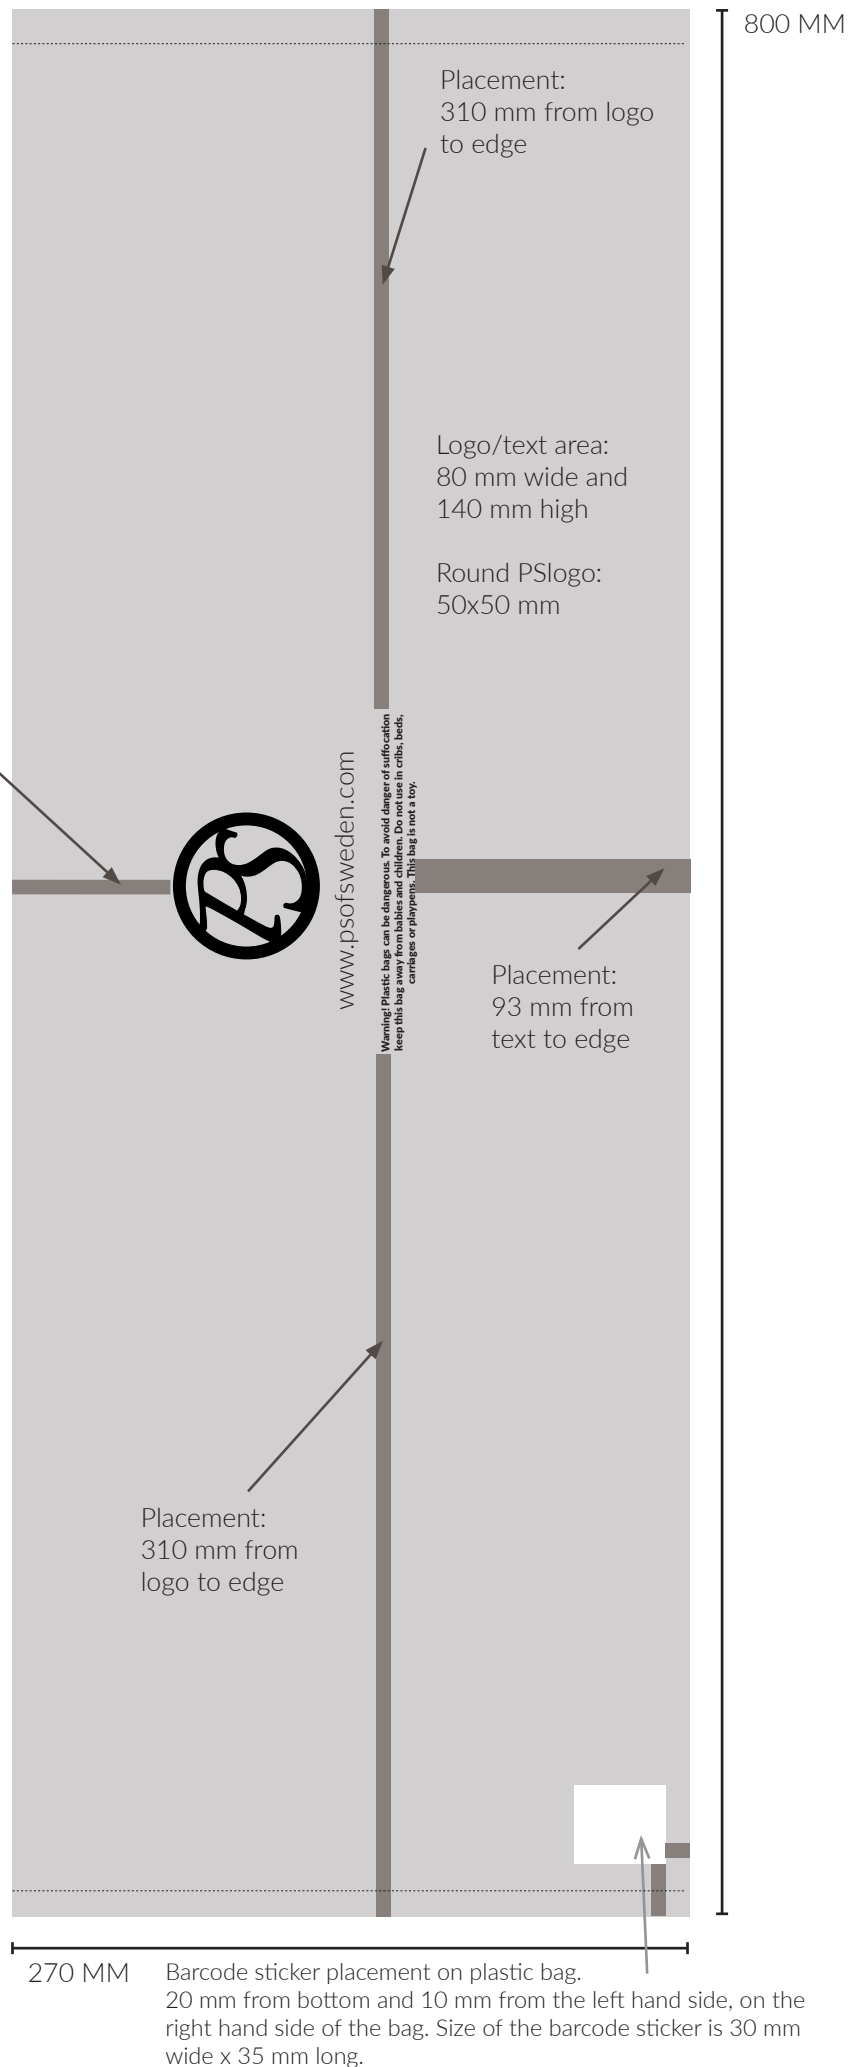 800 MM
Placement:
310 mm from logo
to edge
Logo/text area:
80 mm wide and
140 mm high
Round PSlogo:
50x50 mm
PS
www.psofsweden.com
Warning! Plastic bags can be dangerous. To avoid danger of suffocation
keep this bag away from babies and children. Do not use in cribs, beds,
carriages or playpens. This bag is not a toy.
Placement:
93 mm from
text to edge
Placement:
310 mm from
logo to edge
270 MM
Barcode sticker placement on plastic bag.
20 mm from bottom and 10 mm from the left hand side, on the
right hand side of the bag. Size of the barcode sticker is 30 mm
wide x 35 mm long.